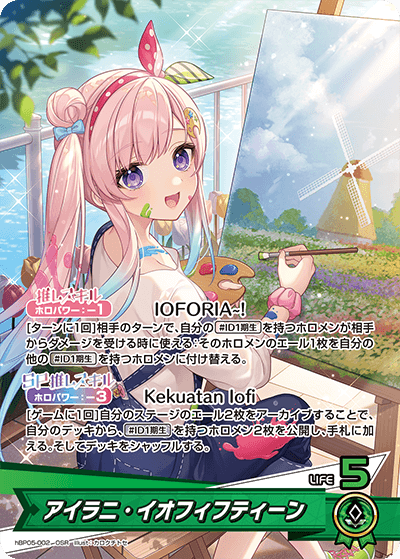 推しスキル
ホロパワー：－1
IOFORIA~!
[ターンに1回]相手のターンで、自分の #ID1期生 を持つホロメンが相手
からダメージを受ける時に使える：そのホロメンのエール1枚を自分の
他の #ID1期生 を持つホロメンに付け替える。
SP推しスキル
ホロパワー：－3
Kekuatan Iofi
[ゲームに1回]自分のステージのエール2枚をアーカイブすることで、
自分のデッキから、 #ID1期生 を持つホロメン2枚を公開し、手札に加
える。そしてデッキをシャッフルする。
LIFE 5
アイラニ・イオフィフティーン
hBP05-002 OSR illust：カロクチトセ